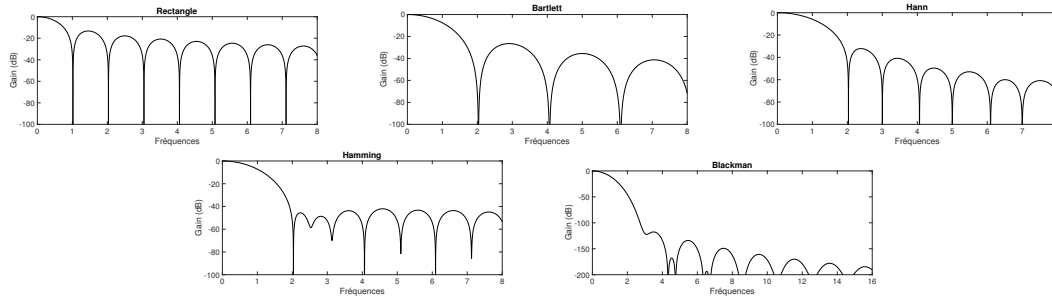 Rectangle
Gain (dB)
0
-20
-40
-60
-80
-100
0 1 2 3 4 5 6 7 8
Fréquences
Bartlett
Gain (dB)
0
-20
-40
-60
-80
-100
0 1 2 3 4 5 6 7 8
Fréquences
Hann
Gain (dB)
0
-20
-40
-60
-80
-100
0 1 2 3 4 5 6 7
Fréquences
Hamming
Gain (dB)
0
-20
-40
-60
-80
-100
0 1 2 3 4 5 6 7 8
Fréquences
Blackman
Gain (dB)
0
-50
-100
-150
-200
0 2 4 6 8 10 12 14 16
Fréquences